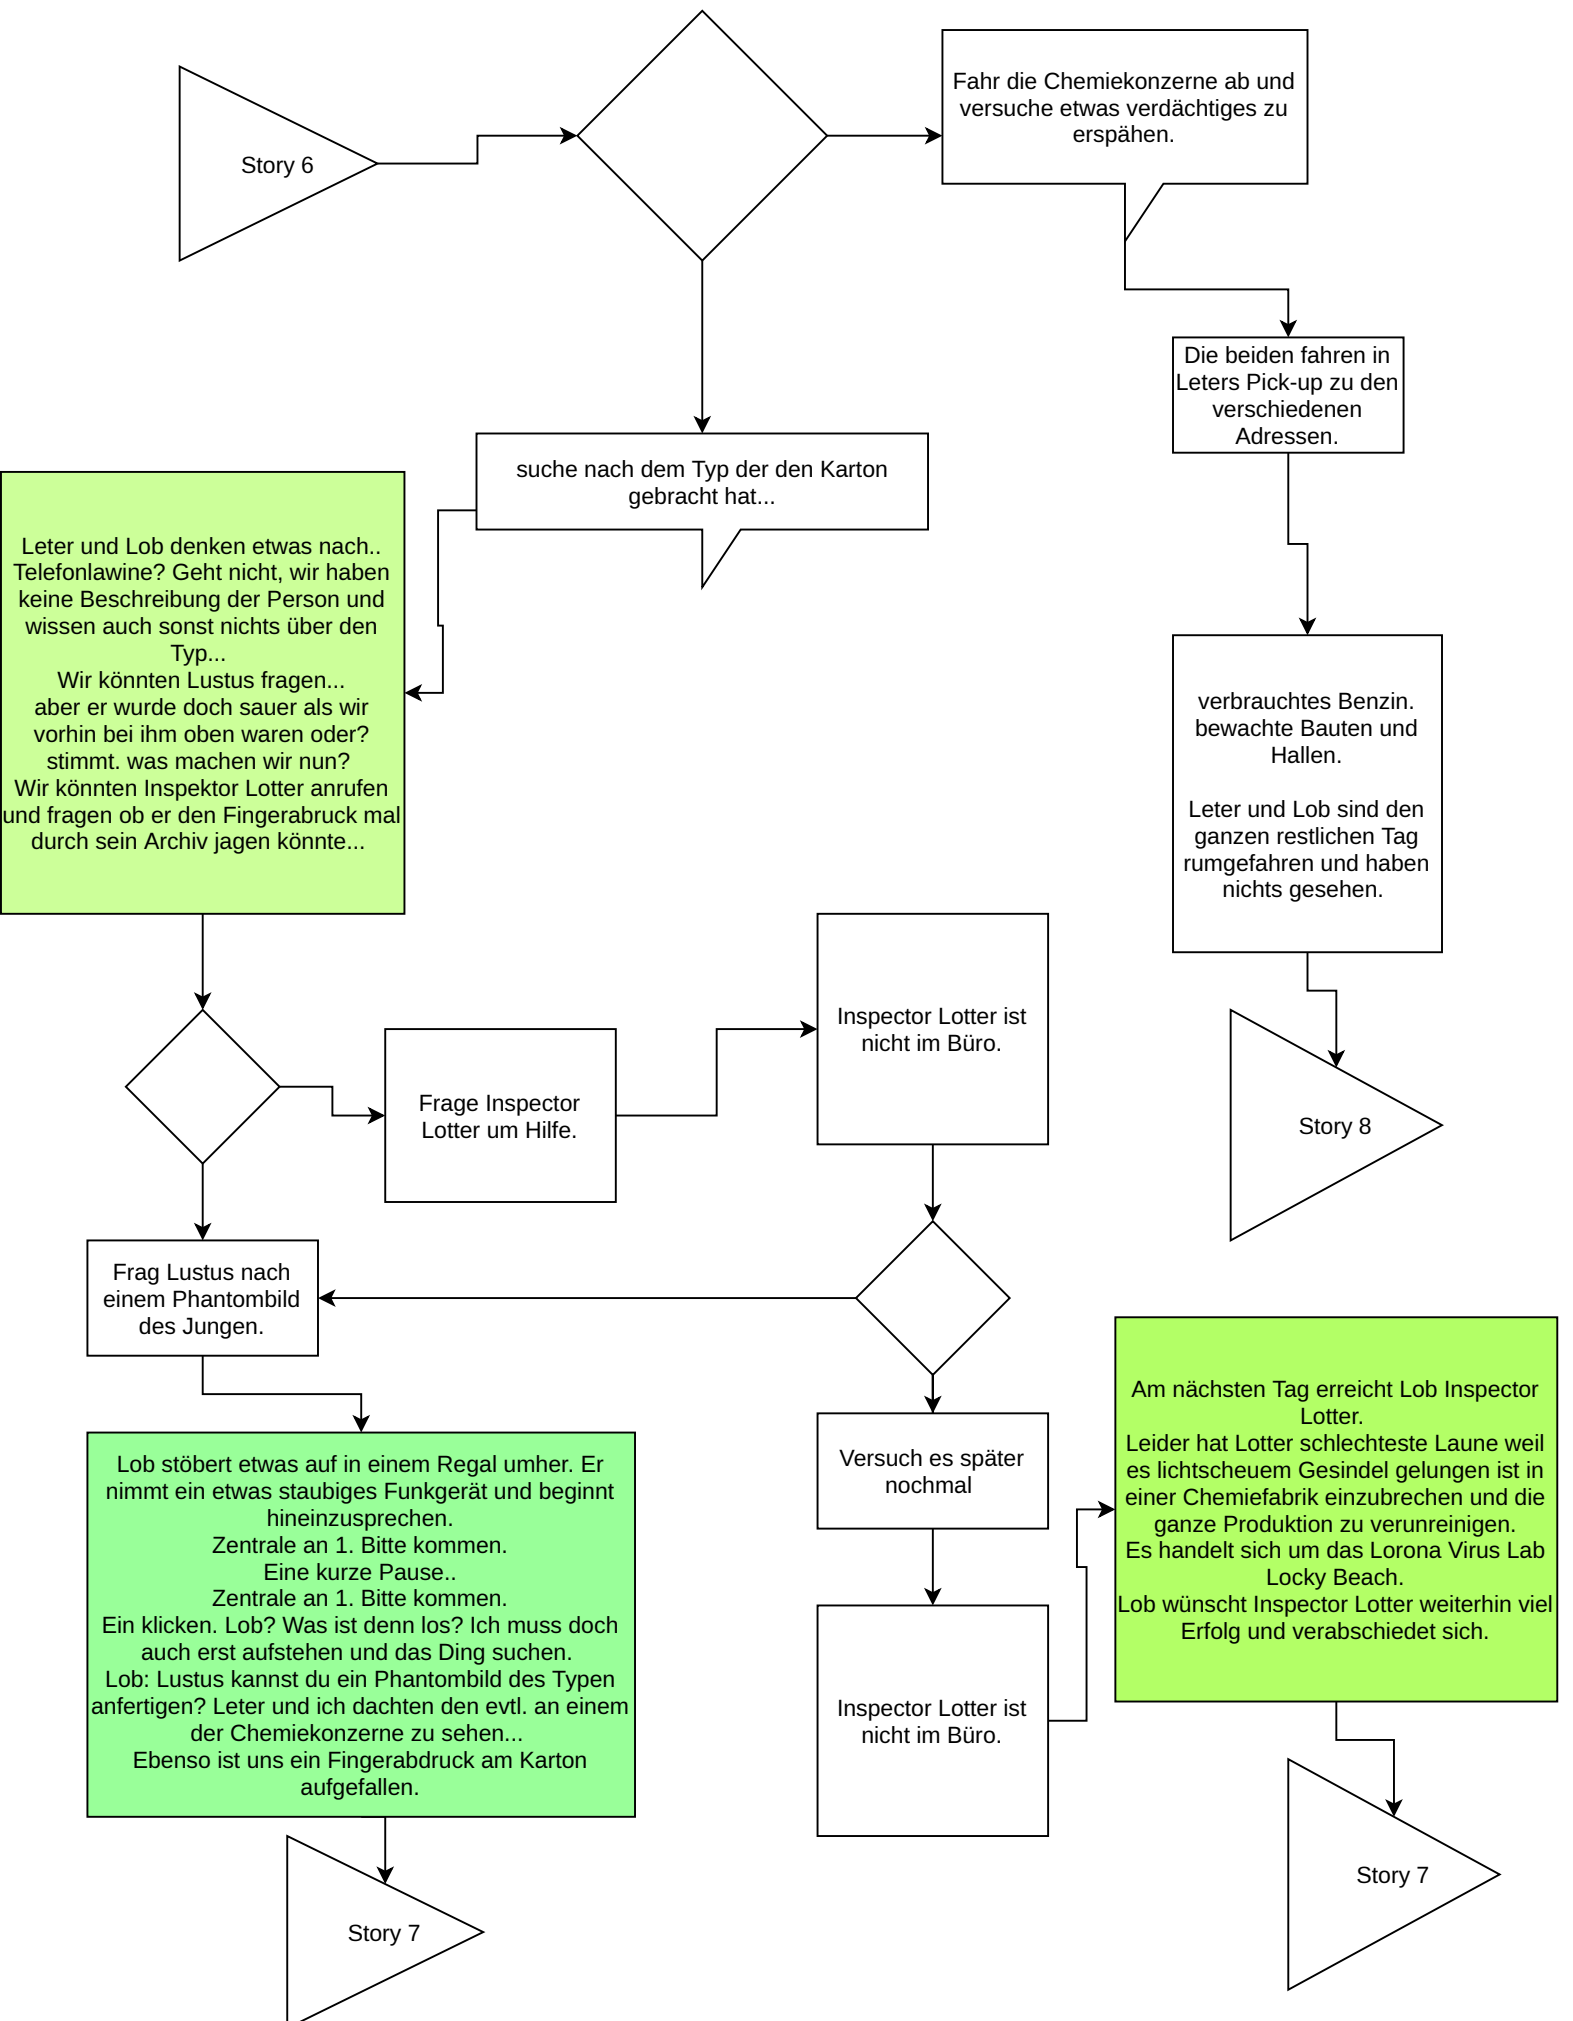 Story 6
Fahr die Chemiekonzerne ab und
versuche etwas verdächtiges zu
erspähen.
Die beiden fahren in
Leters Pick-up zu den
verschiedenen
Adressen.
suche nach dem Typ der den Karton
gebracht hat...
Leter und Lob denken etwas nach..
Telefonlawine? Geht nicht, wir haben
keine Beschreibung der Person und
wissen auch sonst nichts über den
Typ...
Wir könnten Lustus fragen...
aber er wurde doch sauer als wir
vorhin bei ihm oben waren oder?
stimmt. was machen wir nun?
Wir könnten Inspektor Lotter anrufen
und fragen ob er den Fingerabruck mal
durch sein Archiv jagen könnte...
verbrauchtes Benzin.
bewachte Bauten und
Hallen.
Leter und Lob sind den
ganzen restlichen Tag
rumgefahren und haben
nichts gesehen.
Inspector Lotter ist
nicht im Büro.
Frage Inspector
Lotter um Hilfe.
Story 8
Frag Lustus nach
einem Phantombild
des Jungen.
Versuch es später
nochmal
Am nächsten Tag erreicht Lob Inspector
Lotter.
Leider hat Lotter schlechteste Laune weil
es lichtscheuem Gesindel gelungen ist in
einer Chemiefabrik einzubrechen und die
ganze Produktion zu verunreinigen.
Es handelt sich um das Lorona Virus Lab
Locky Beach.
Lob wünscht Inspector Lotter weiterhin viel
Erfolg und verabschiedet sich.
Lob stöbert etwas auf in einem Regal umher. Er
nimmt ein etwas staubiges Funkgerät und beginnt
hineinzusprechen.
Zentrale an 1. Bitte kommen.
Eine kurze Pause..
Zentrale an 1. Bitte kommen.
Ein klicken. Lob? Was ist denn los? Ich muss doch
auch erst aufstehen und das Ding suchen.
Lob: Lustus kannst du ein Phantombild des Typen
anfertigen? Leter und ich dachten den evtl. an einem
der Chemiekonzerne zu sehen...
Ebenso ist uns ein Fingerabdruck am Karton
aufgefallen.
Inspector Lotter ist
nicht im Büro.
Story 7
Story 7